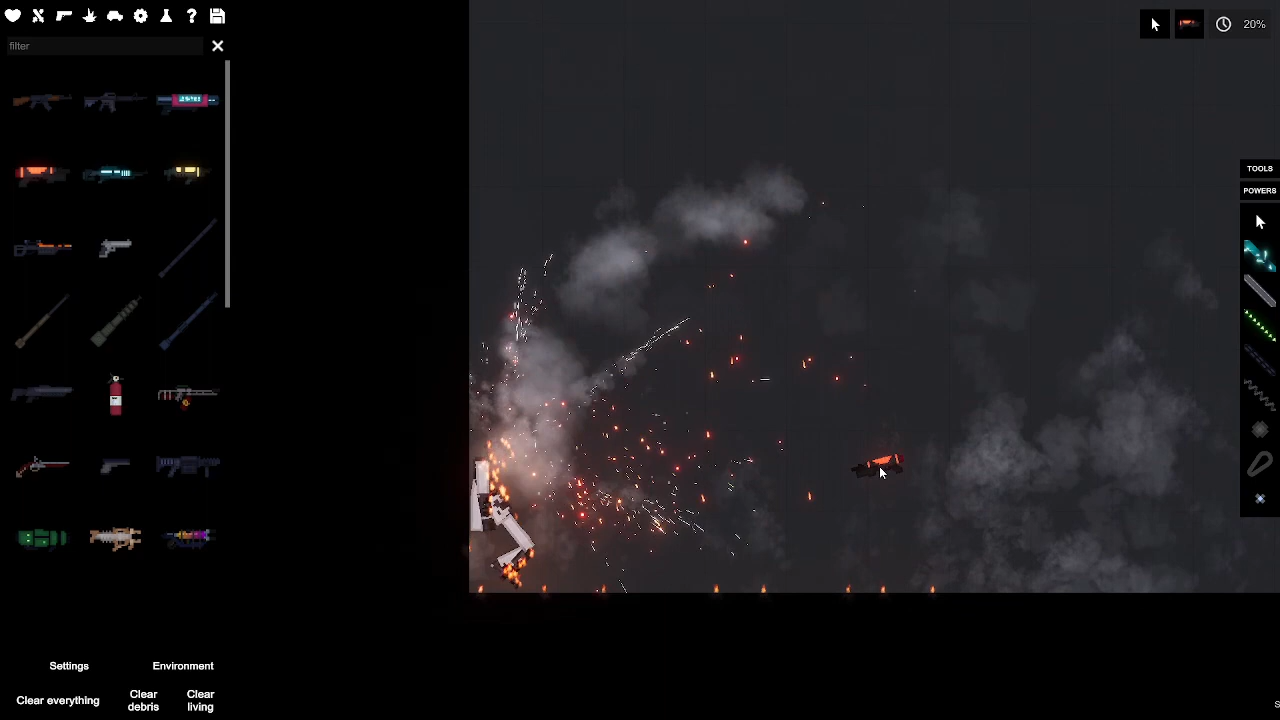 filter
20%
TOOLS
POWERS
Settings
Environment
Clear everything
Clear debris
Clear living